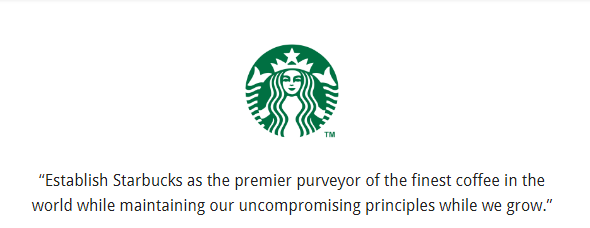 TM
“Establish Starbucks as the premier purveyor of the finest coffee in the
world while maintaining our uncompromising principles while we grow.”